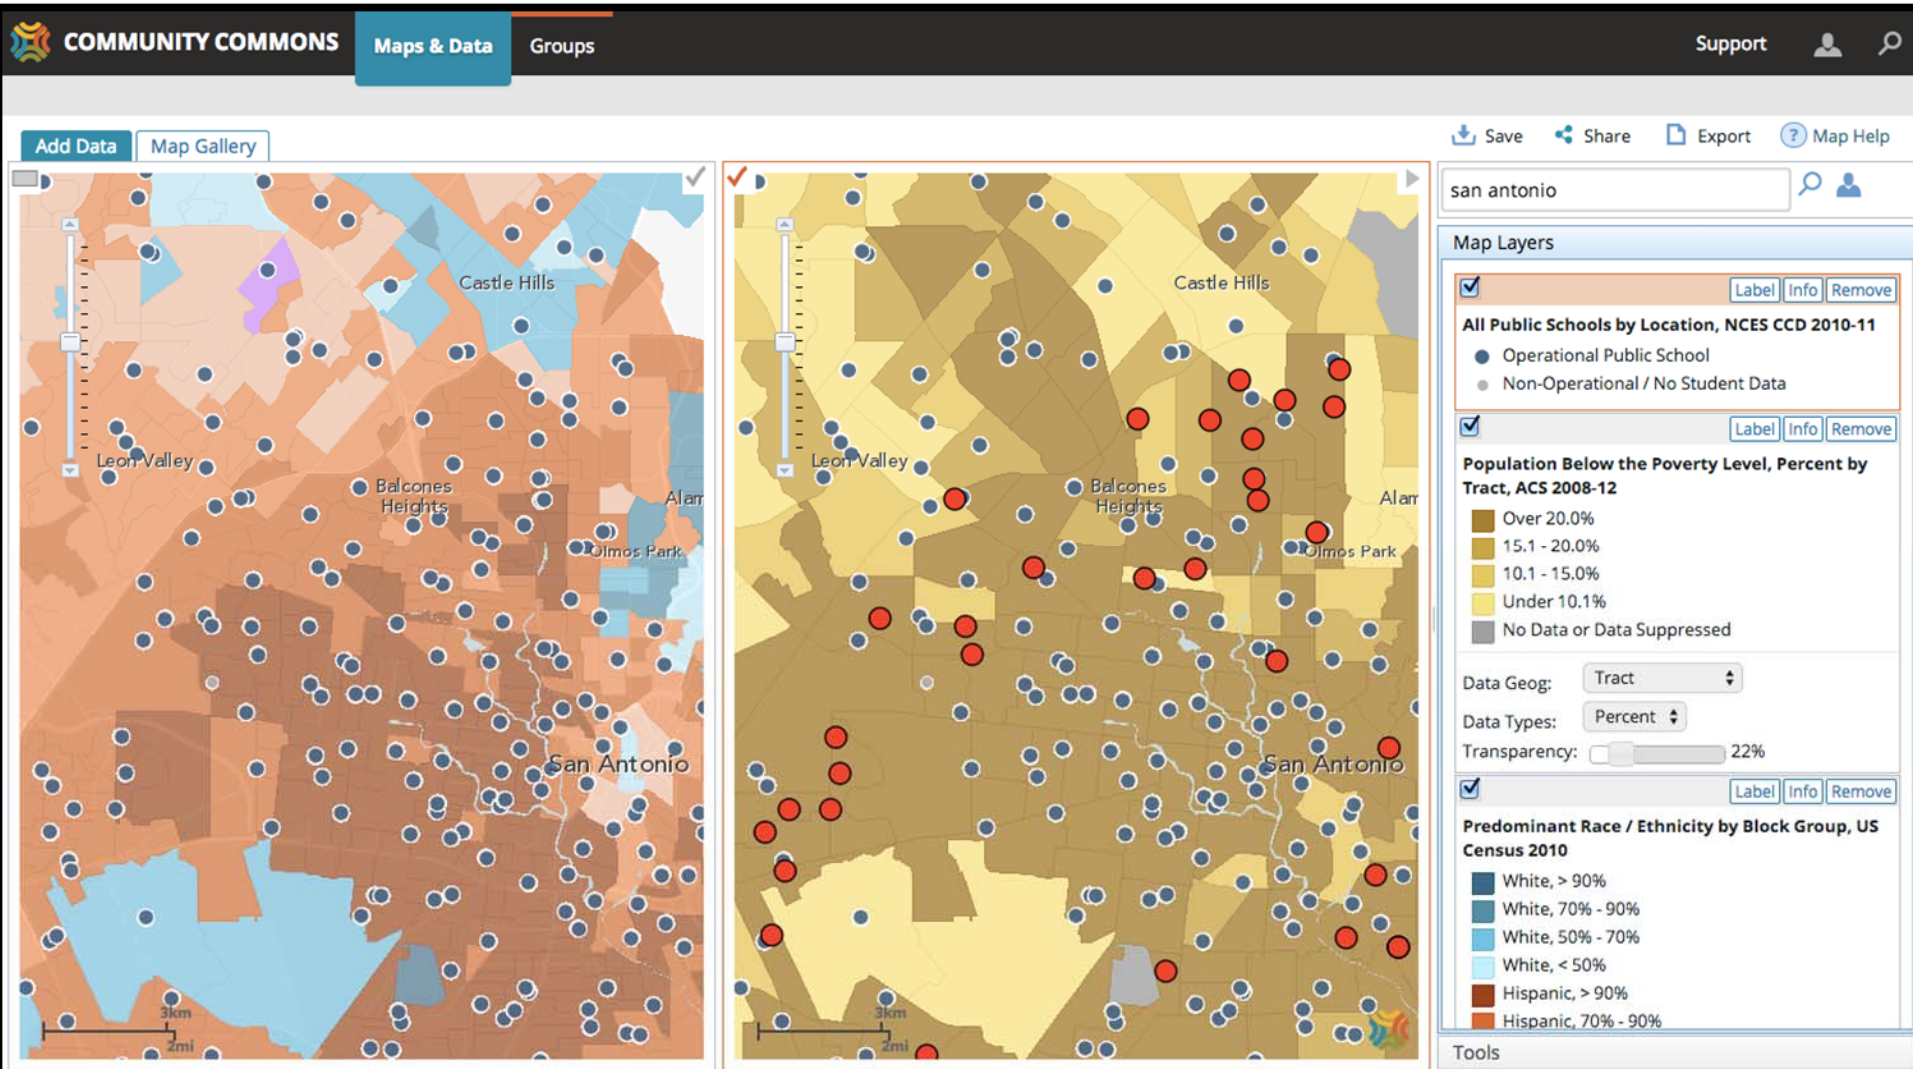 COMMUNITY COMMONS
Maps & Data
Groups
Support
Add Data
Map Gallery
Save
Share
Export
? Map Help
san antonio
Castle Hills
Leon Valley
Balcones
Heights
Alam
Olmos Park
San Antonio
3km
2mi
Castle Hills
Leon Valley
Balcones
Heights
Alam
Olmos Park
San Antonio
3km
2mi
Map Layers
Label Info Remove
All Public Schools by Location, NCES CCD 2010-11
Operational Public School
Non-Operational / No Student Data
Label Info Remove
Population Below the Poverty Level, Percent by
Tract, ACS 2008-12
Over 20.0%
15.1 - 20.0%
10.1 - 15.0%
Under 10.1%
No Data or Data Suppressed
Data Geog: Tract
Data Types: Percent
Transparency: 22%
Label Info Remove
Predominant Race / Ethnicity by Block Group, US
Census 2010
White, > 90%
White, 70% - 90%
White, 50% - 70%
White, < 50%
Hispanic, > 90%
Hispanic, 70% - 90%
Tools